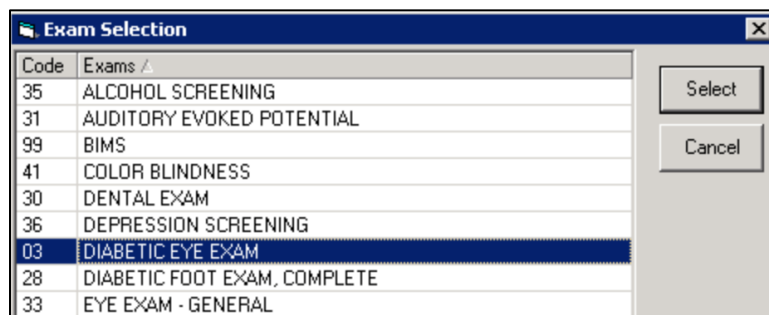 Exam Selection
Code Exams
35 ALCOHOL SCREENING
31 AUDITORY EVOKED POTENTIAL
99 BIMS
41 COLOR BLINDNESS
30 DENTAL EXAM
36 DEPRESSION SCREENING
03 DIABETIC EYE EXAM
28 DIABETIC FOOT EXAM, COMPLETE
33 EYE EXAM - GENERAL
Select
Cancel